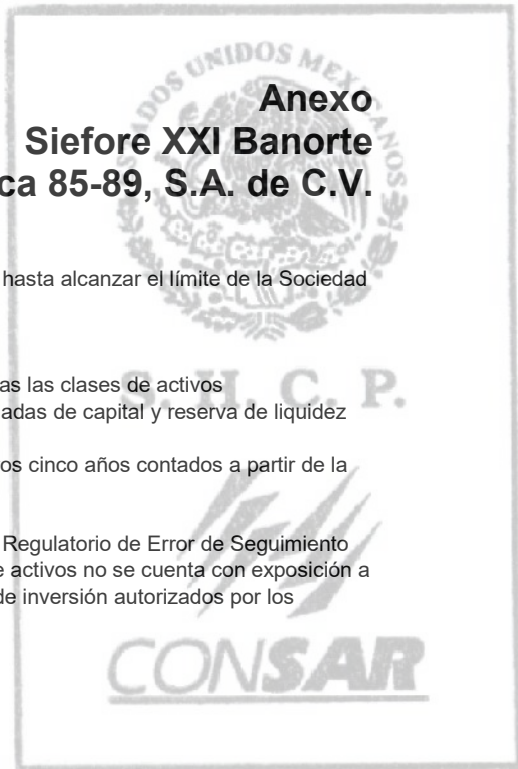 UNIDOS MEXICANOS
Anexo
Siefore XXI Banorte
ca 85-89, S.A. de C.V.
hasta alcanzar el límite de la Sociedad
as las clases de activos
S. H. C. P.
adas de capital y reserva de liquidez
os cinco años contados a partir de la
Regulatorio de Error de Seguimiento
e activos no se cuenta con exposición a
de inversión autorizados por los
CONSAR